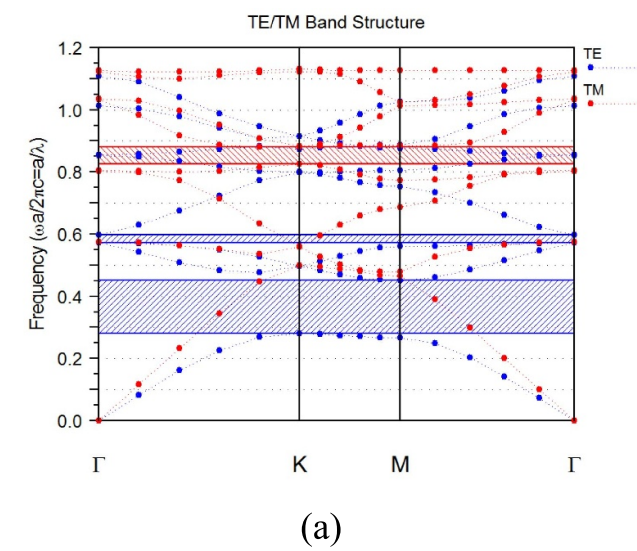 TE/TM Band Structure
TE
TM
Frequency (ωa/2πc=a/λ)
1.2
1.0
0.8
0.6
0.4
0.2
0.0
Γ K M Γ
(a)